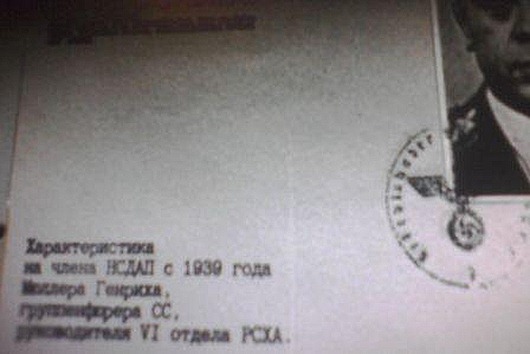 Характеристика
на члена НСДАП с 1939 года
Мюллера Генриха,
группенфюрера СС,
руководителя VI отдела РСХА.